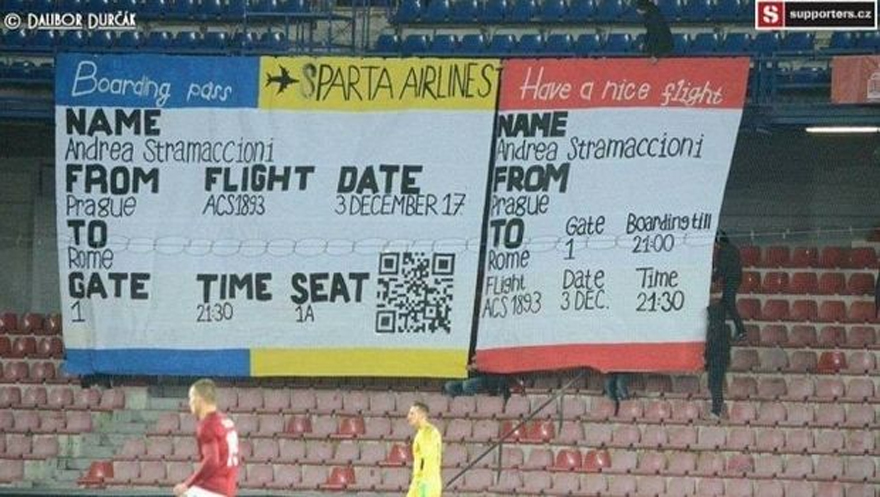 © DALIBOR DURČÁK
S supporters.cz
Boarding pass
SPARTA AIRLINES
Have a nice flight
NAME
Andrea Stramaccioni
FROM FLIGHT DATE
Prague ACS1893 3 DECEMBER 17
TO
Rome
GATE TIME SEAT
1 21:30 1A
NAME
Andrea Stramaccioni
FROM
Prague
TO Gate Boarding till
Rome 1 21:00
Flight Date Time
ACS 1893 3 DEC. 21:30